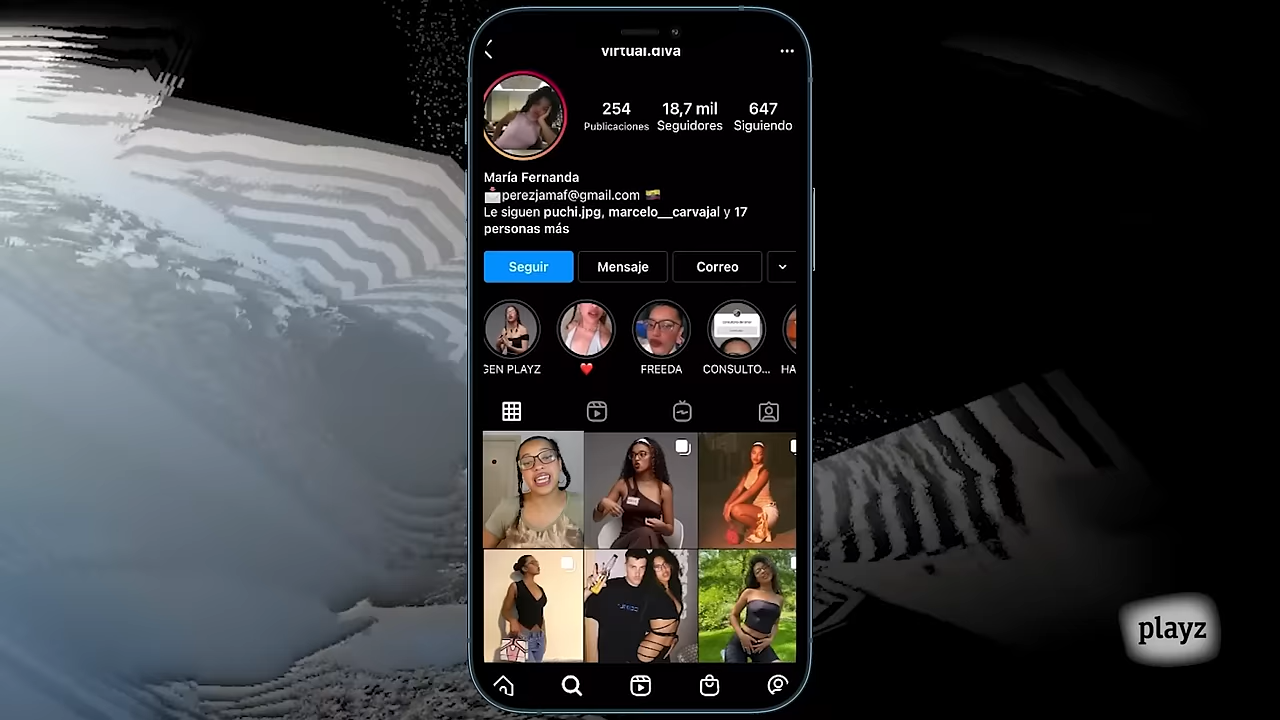 virtual.diva
254
18,7 mil
647
Publicaciones
Seguidores
Siguiendo
María Fernanda
perezjamaf@gmail.com
Le siguen puchi.jpg, marcelo__carvajal y 17
personas más
Seguir
Mensaje
Correo
GEN PLAYZ
FREEDA
CONSULTO...
HA
playz